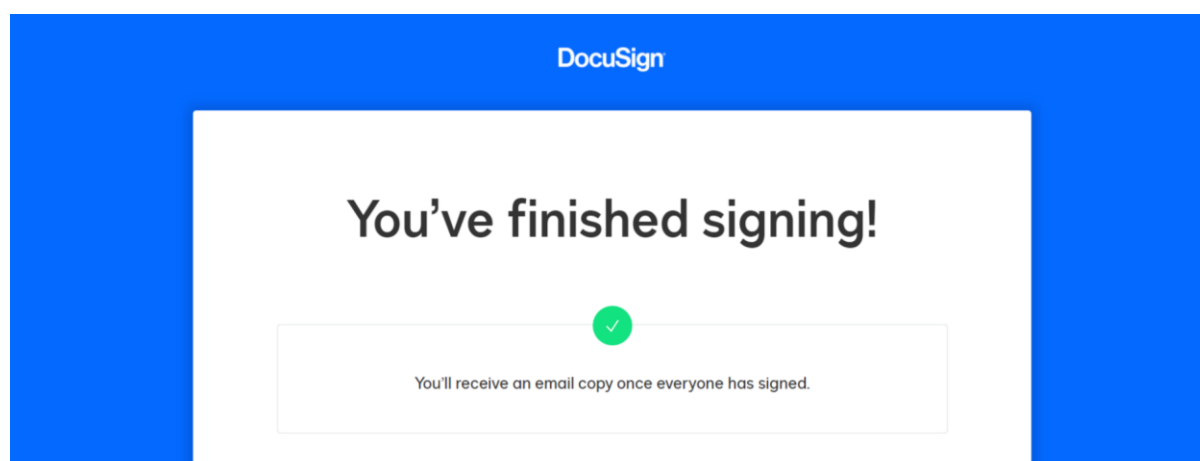 DocuSign
You’ve finished signing!
You'll receive an email copy once everyone has signed.